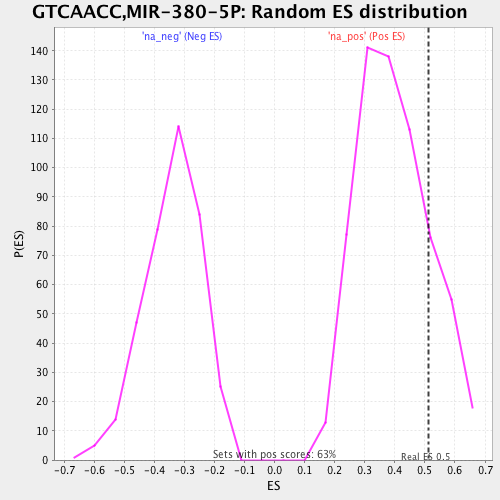 GTCAACC,MIR-380-5P: Random ES distribution
'na_neg' (Neg ES) 'na_pos' (Pos ES)
140
130
120
110
100
90
80
70
60
50
40
30
20
10
0
P(ES)
Sets with pos scores: 63%
Real ES 0.5
-0.7 -0.6 -0.5 -0.4 -0.3 -0.2 -0.1 0.0 0.1 0.2 0.3 0.4 0.5 0.6 0.7
ES